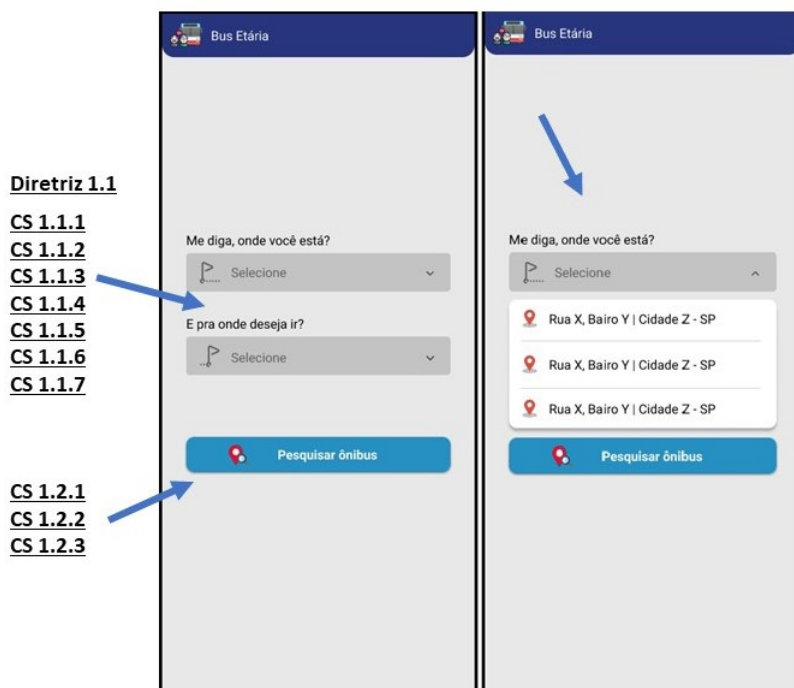 Diretriz 1.1
CS 1.1.1
CS 1.1.2
CS 1.1.3
CS 1.1.4
CS 1.1.5
CS 1.1.6
CS 1.1.7
CS 1.2.1
CS 1.2.2
CS 1.2.3
Bus Etária
Me diga, onde você está?
Selecione
E pra onde deseja ir?
Selecione
Pesquisar ônibus
Bus Etária
Me diga, onde você está?
Selecione
Rua X, Bairo Y | Cidade Z - SP
Rua X, Bairo Y | Cidade Z - SP
Rua X, Bairo Y | Cidade Z - SP
Pesquisar ônibus